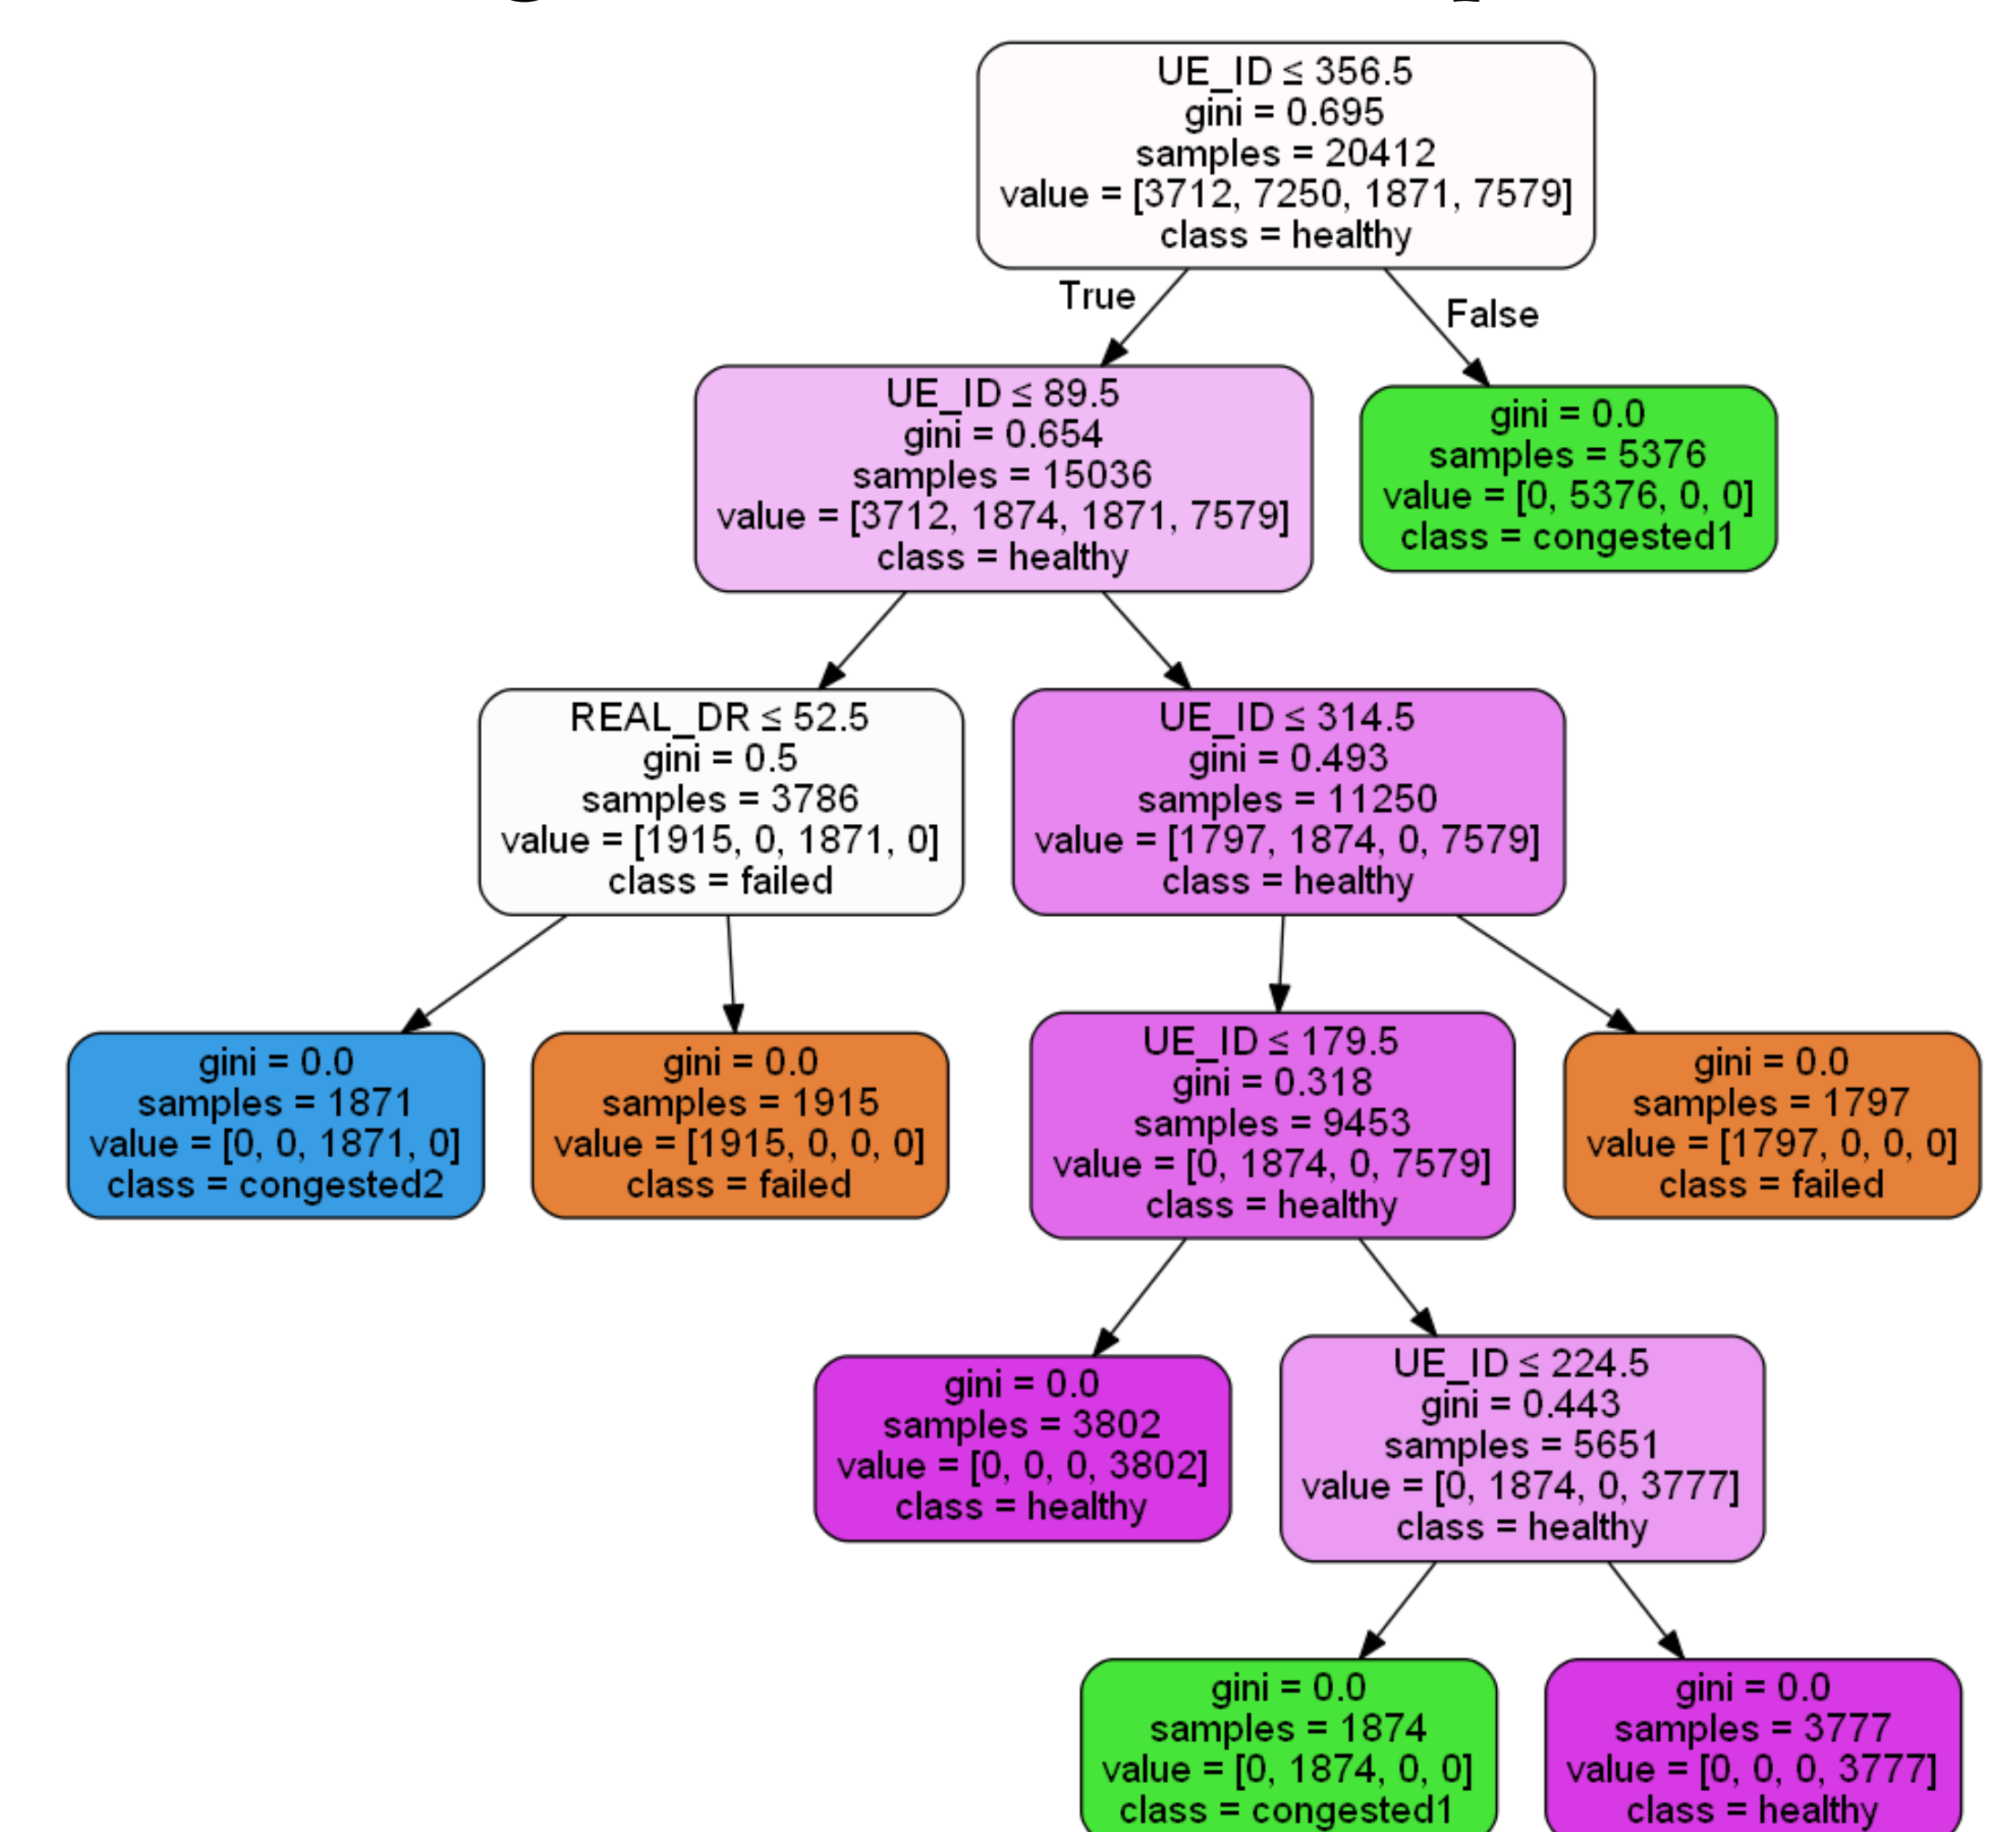 UE_ID ≤ 356.5
gini = 0.695
samples = 20412
value = [3712, 7250, 1871, 7579]
class = healthy
True
False
UE_ID ≤ 89.5
gini = 0.654
samples = 15036
value = [3712, 1874, 1871, 7579]
class = healthy
gini = 0.0
samples = 5376
value = [0, 5376, 0, 0]
class = congested1
REAL_DR ≤ 52.5
gini = 0.5
samples = 3786
value = [1915, 0, 1871, 0]
class = failed
UE_ID ≤ 314.5
gini = 0.493
samples = 11250
value = [1797, 1874, 0, 7579]
class = healthy
gini = 0.0
samples = 1871
value = [0, 0, 1871, 0]
class = congested2
gini = 0.0
samples = 1915
value = [1915, 0, 0, 0]
class = failed
UE_ID ≤ 179.5
gini = 0.318
samples = 9453
value = [0, 1874, 0, 7579]
class = healthy
gini = 0.0
samples = 1797
value = [1797, 0, 0, 0]
class = failed
gini = 0.0
samples = 3802
value = [0, 0, 0, 3802]
class = healthy
UE_ID ≤ 224.5
gini = 0.443
samples = 5651
value = [0, 1874, 0, 3777]
class = healthy
gini = 0.0
samples = 1874
value = [0, 1874, 0, 0]
class = congested1
gini = 0.0
samples = 3777
value = [0, 0, 0, 3777]
class = healthy